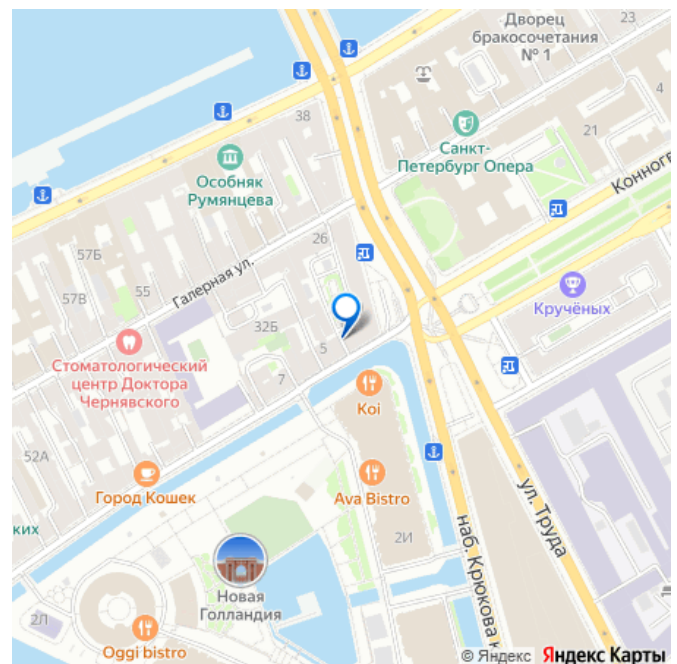 Дворец
бракосочетания
№ 1
23
4
38
21
Санкт-
Петербург Опера
Особняк
Румянцева
Конногв
57Б
26
Галерная ул.
55
57В
Кручёных
32Б
5
Стоматологический
центр Доктора
Чернявского
7
Koi
52А
Город Кошек
Ava Bistro
ул. Труда
ких
наб. Крюкова к
2И
Новая
Голландия
2Л
Oggi bistro
© Яндекс Яндекс Карты